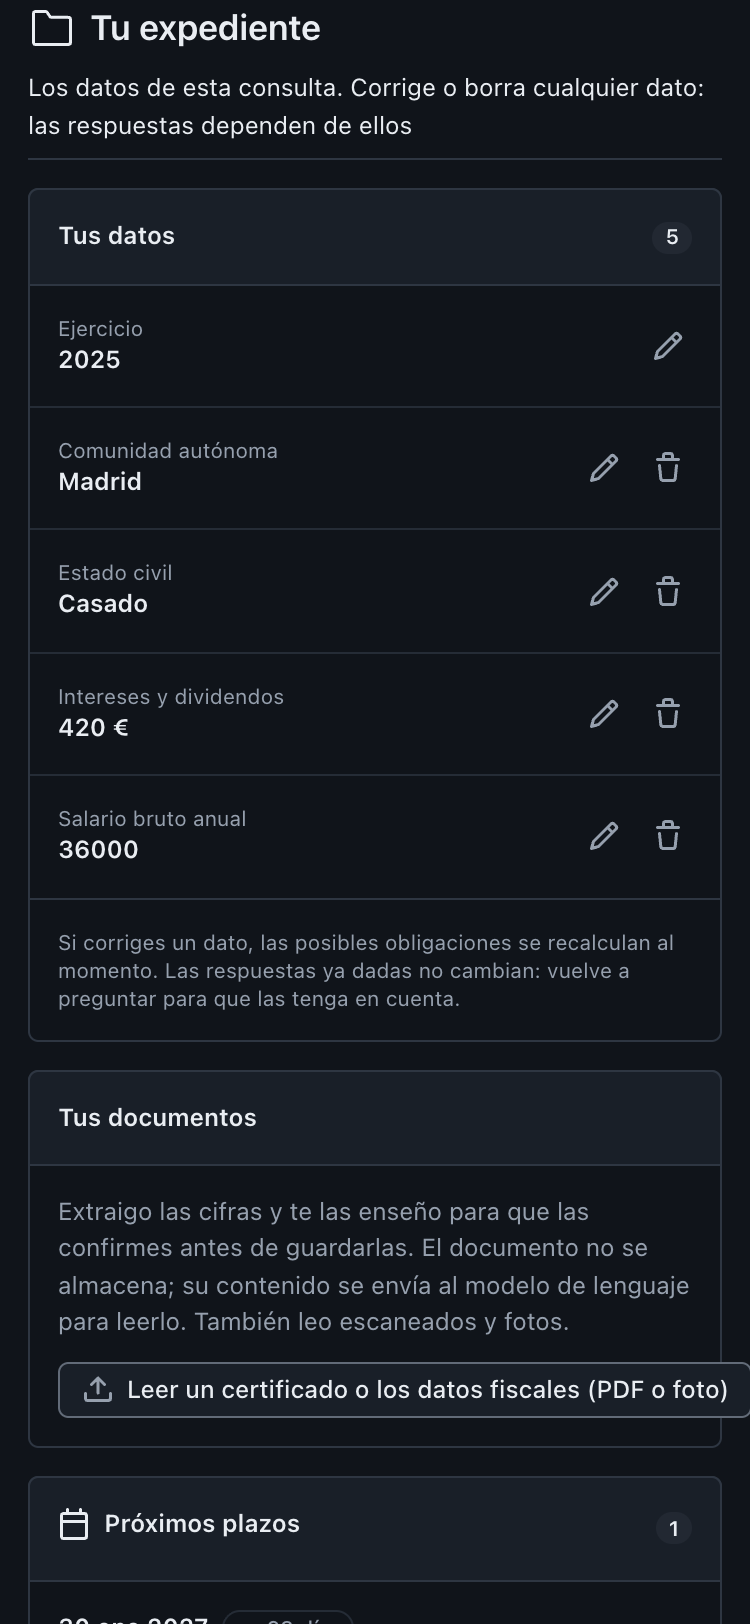 Tu expediente
Los datos de esta consulta. Corrige o borra cualquier dato:
las respuestas dependen de ellos
Tus datos
5
Ejercicio
2025
Comunidad autónoma
Madrid
Estado civil
Casado
Intereses y dividendos
420 €
Salario bruto anual
36000
Si corriges un dato, las posibles obligaciones se recalculan al
momento. Las respuestas ya dadas no cambian: vuelve a
preguntar para que las tenga en cuenta.
Tus documentos
Extraigo las cifras y te las enseño para que las
confirmes antes de guardarlas. El documento no se
almacena; su contenido se envía al modelo de lenguaje
para leerlo. También leo escaneados y fotos.
Leer un certificado o los datos fiscales (PDF o foto)
Próximos plazos
1